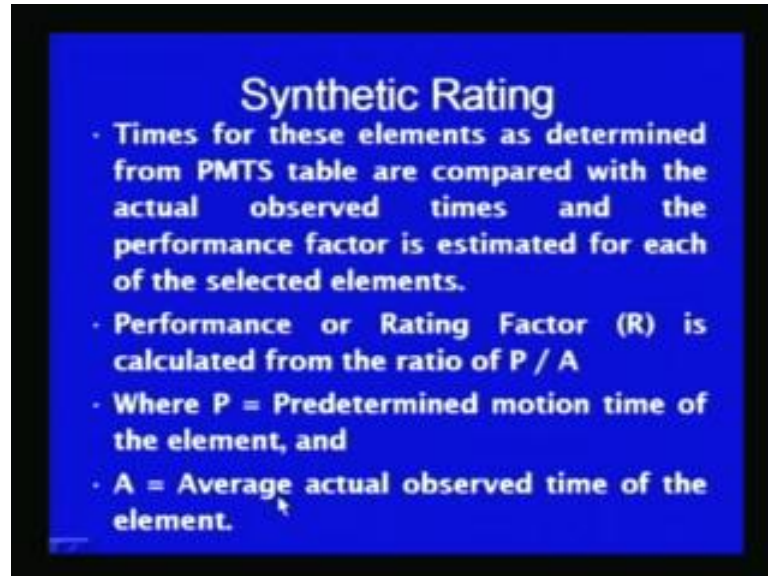 Synthetic Rating
· Times for these elements as determined
from PMTS table are compared with the
actual observed times and the
performance factor is estimated for each
of the selected elements.
· Performance or Rating Factor (R) is
calculated from the ratio of P / A
· Where P = Predetermined motion time of
the element, and
· A = Average actual observed time of the
element.